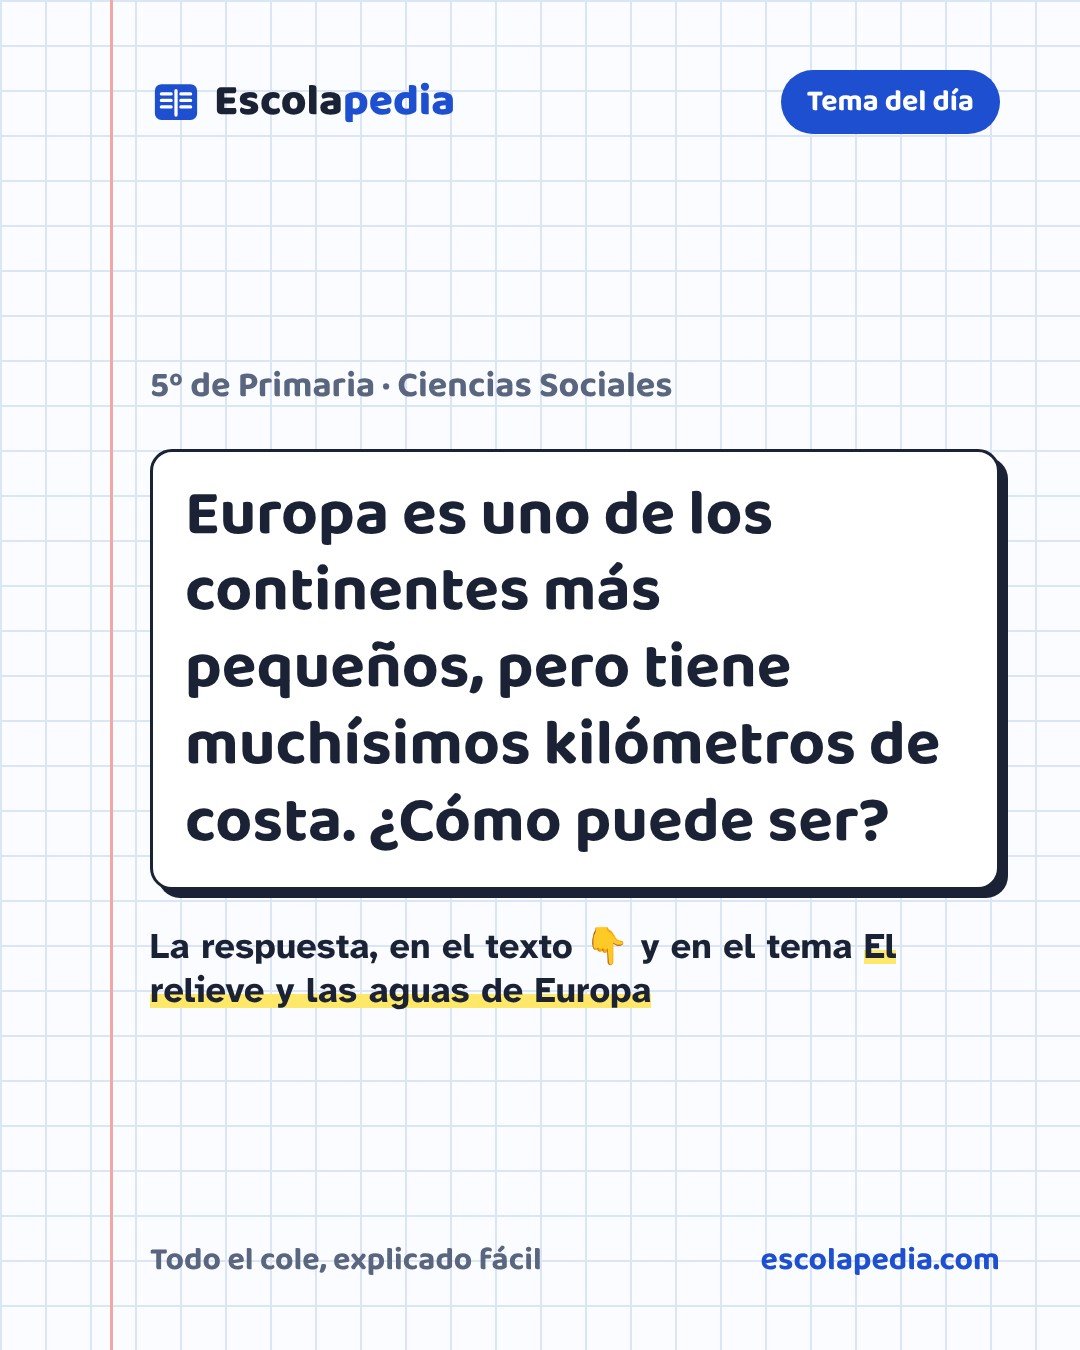 Escolapedia
Tema del día
5º de Primaria · Ciencias Sociales
Europa es uno de los
continentes más
pequeños, pero tiene
muchísimos kilómetros de
costa. ¿Cómo puede ser?
La respuesta, en el texto 👇 y en el tema El
relieve y las aguas de Europa
Todo el cole, explicado fácil
escolapedia.com